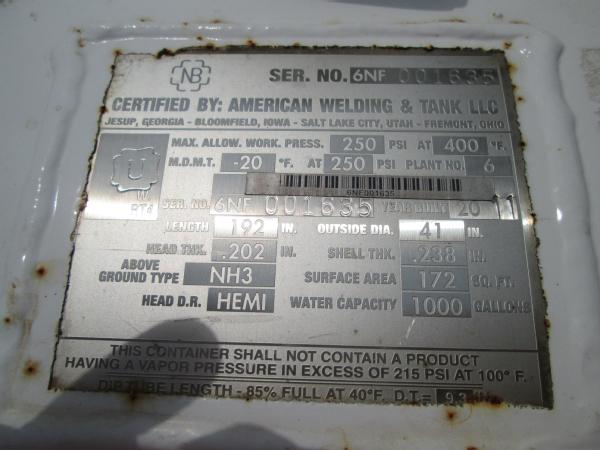 NB SER. NO. 6NF 001635
CERTIFIED BY: AMERICAN WELDING & TANK LLC
JESUP, GEORGIA - BLOOMFIELD, IOWA - SALT LAKE CITY, UTAH - FREMONT, OHIO
MAX. ALLOW. WORK. PRESS. 250 PSI AT 400 °F.
U M.D.M.T. -20 °F. AT 250 PSI PLANT NO. 6
W 6NF001635
RT4 SER. NO. 6NF 001635 YEAR BUILT 2011
LENGTH 192 IN. OUTSIDE DIA. 41 IN.
HEAD THK. .202 IN. SHELL THK. .238 IN.
ABOVE GROUND TYPE NH3 SURFACE AREA 172 SQ. FT.
HEAD D.R. HEMI WATER CAPACITY 1000 GALLONS
THIS CONTAINER SHALL NOT CONTAIN A PRODUCT
HAVING A VAPOR PRESSURE IN EXCESS OF 215 PSI AT 100° F.
DIP TUBE LENGTH - 85% FULL AT 40°F. D.T.=